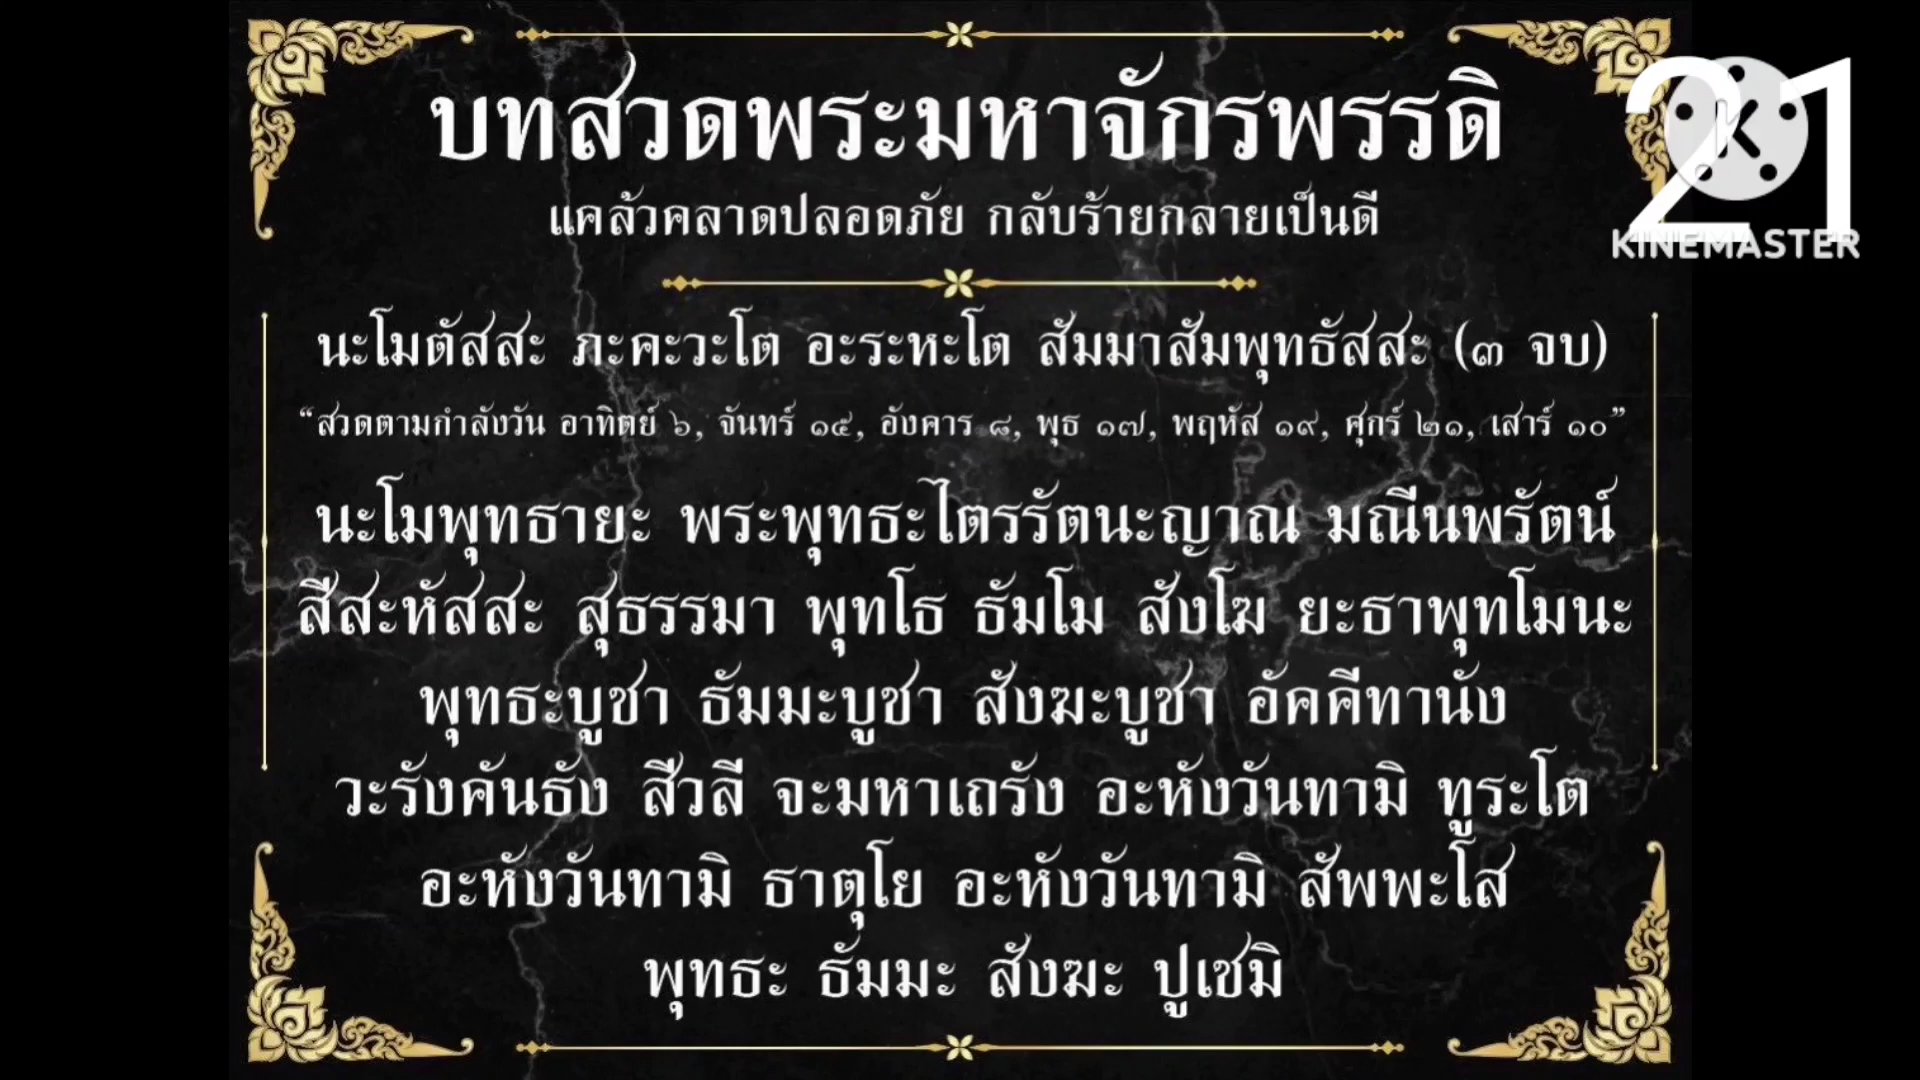 บทสวดพระมหาจักรพรรดิ
21
KINEMASTER
แคล้วคลาดปลอดภัย กลับร้ายกลายเป็นดี
นะโมตัสสะ ภะคะวะโต อะระหะโต สัมมาสัมพุทธัสสะ (๓ จบ)
“สวดตามกำลังวัน อาทิตย์ ๖, จันทร์ ๑๕, อังคาร ๘, พุธ ๑๗, พฤหัส ๑๙, ศุกร์ ๒๑, เสาร์ ๑๐”
นะโมพุทธายะ พระพุทธะไตรรัตนะญาณ มณีนพรัตน์
สีสะหัสสะ สุธรรมา พุทโธ ธัมโม สังโฆ ยะธาพุทโมนะ
พุทธะบูชา ธัมมะบูชา สังฆะบูชา อัคคีทานัง
วะรังคันธัง สีวลี จะมหาเถรัง อะหังวันทามิ ทูระโต
อะหังวันทามิ ธาตุโย อะหังวันทามิ สัพพะโส
พุทธะ ธัมมะ สังฆะ ปูเชมิ